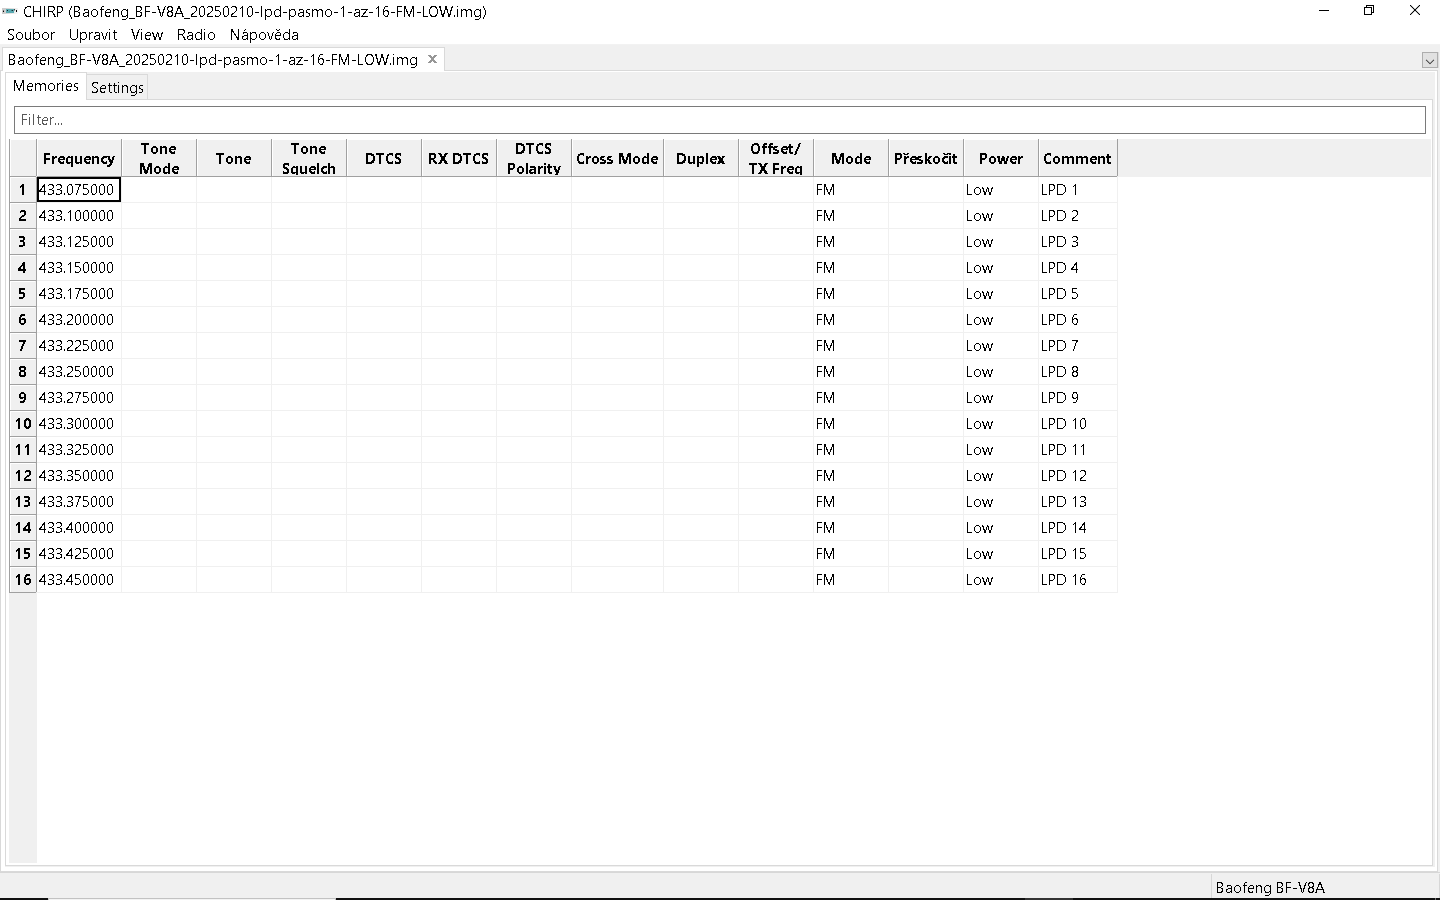 CHIRP (Baofeng_BF-V8A_20250210-lpd-pasmo-1-az-16-FM-LOW.img)
Soubor Upravit View Radio Nápověda
Baofeng_BF-V8A_20250210-lpd-pasmo-1-az-16-FM-LOW.img
Memories Settings
Filter...
Frequency Tone Mode Tone Tone Squelch DTCS RX DTCS DTCS Polarity Cross Mode Duplex Offset/ TX Freq Mode Přeskočit Power Comment
1 433.075000 FM Low LPD 1
2 433.100000 FM Low LPD 2
3 433.125000 FM Low LPD 3
4 433.150000 FM Low LPD 4
5 433.175000 FM Low LPD 5
6 433.200000 FM Low LPD 6
7 433.225000 FM Low LPD 7
8 433.250000 FM Low LPD 8
9 433.275000 FM Low LPD 9
10 433.300000 FM Low LPD 10
11 433.325000 FM Low LPD 11
12 433.350000 FM Low LPD 12
13 433.375000 FM Low LPD 13
14 433.400000 FM Low LPD 14
15 433.425000 FM Low LPD 15
16 433.450000 FM Low LPD 16
Baofeng BF-V8A